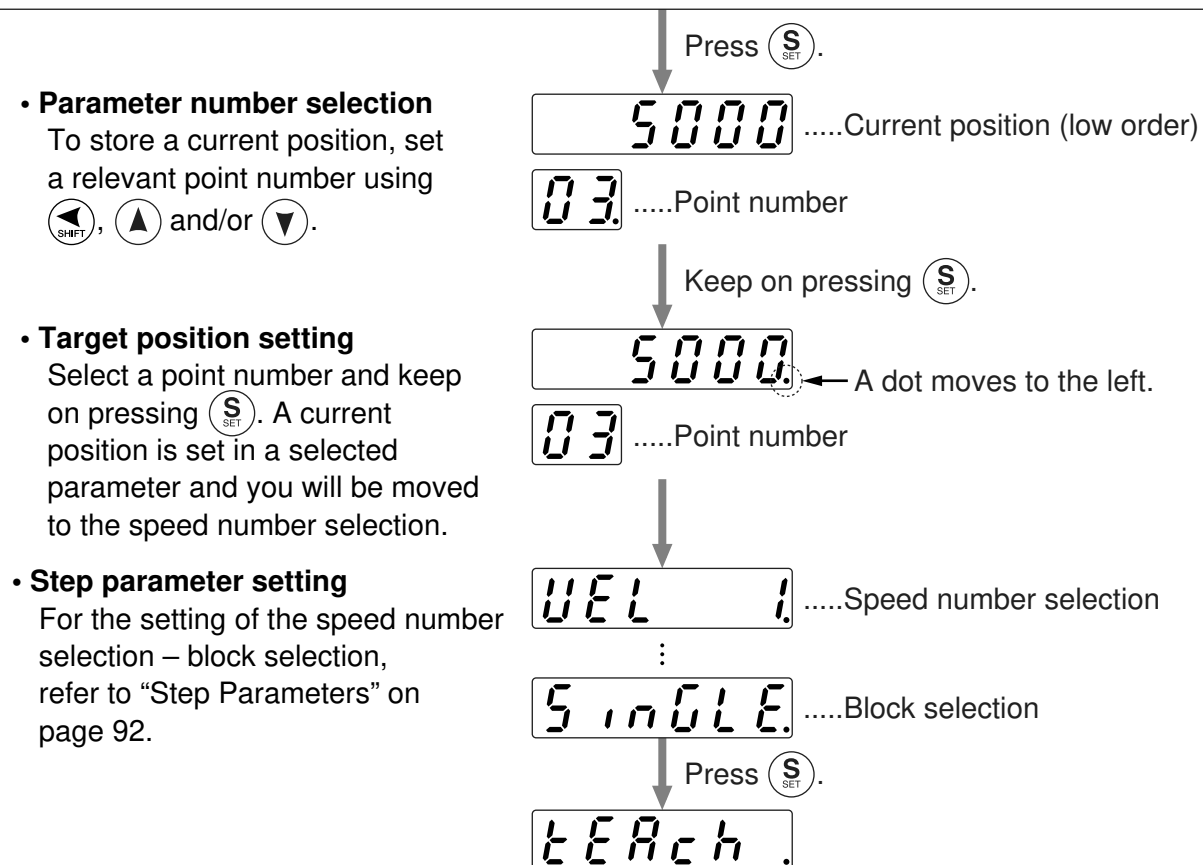 Press S SET.
• Parameter number selection
To store a current position, set
a relevant point number using
SHIFT, and/or .
5000 .....Current position (low order)
03. .....Point number
Keep on pressing S SET.
• Target position setting
Select a point number and keep
on pressing S SET. A current
position is set in a selected
parameter and you will be moved
to the speed number selection.
5000. A dot moves to the left.
03 .....Point number
• Step parameter setting
For the setting of the speed number
selection – block selection,
refer to “Step Parameters” on
page 92.
VEL 1. .....Speed number selection
⋮
SinGLE. .....Block selection
Press S SET.
tEAch .